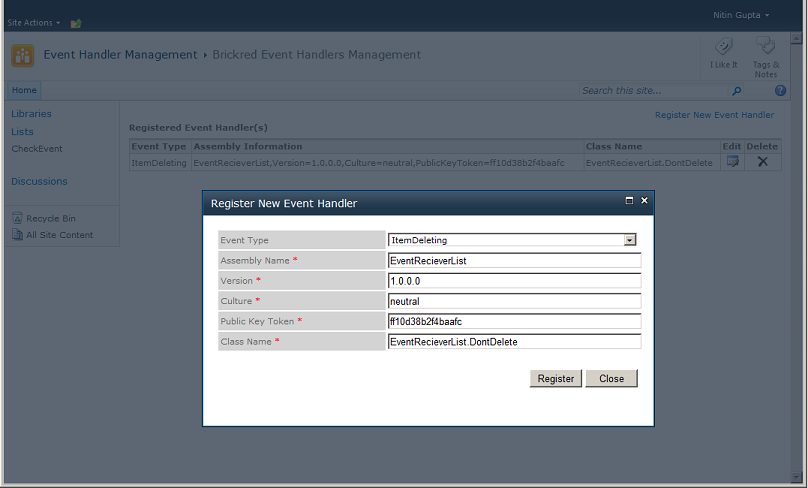 Nitin Gupta
Site Actions
Event Handler Management ▸ Brickred Event Handlers Management
I Like It
Tags & Notes
Home
Search this site...
Libraries
Lists
CheckEvent
Discussions
Recycle Bin
All Site Content
Register New Event Handler
Registered Event Handler(s)
Event Type Assembly Information Class Name Edit Delete
ItemDeleting EventRecieverList,Version=1.0.0.0,Culture=neutral,PublicKeyToken=ff10d38b2f4baafc EventRecieverList.DontDelete
Register New Event Handler
Event Type ItemDeleting
Assembly Name * EventRecieverList
Version * 1.0.0.0
Culture * neutral
Public Key Token * ff10d38b2f4baafc
Class Name * EventRecieverList.DontDelete
Register Close